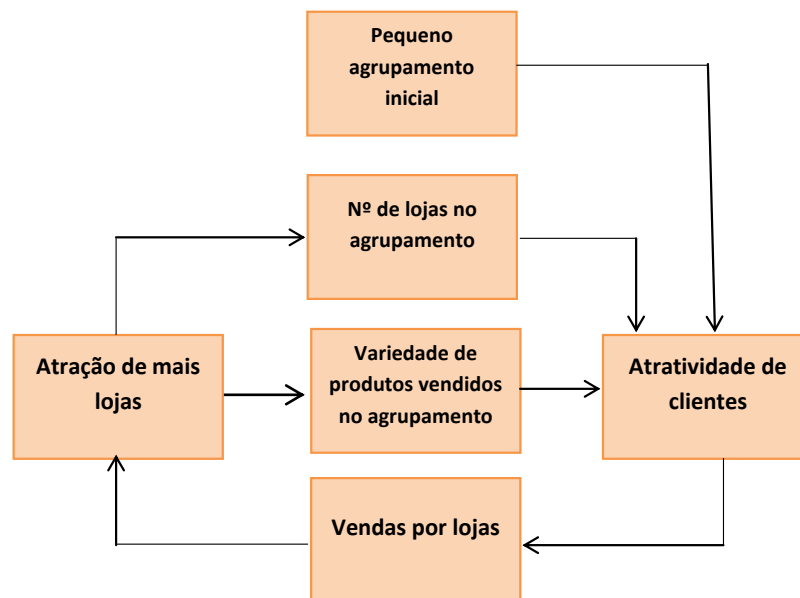 Pequeno
agrupamento
inicial
Nº de lojas no
agrupamento
Atração de mais
lojas
Variedade de
produtos vendidos
no agrupamento
Atratividade de
clientes
Vendas por lojas